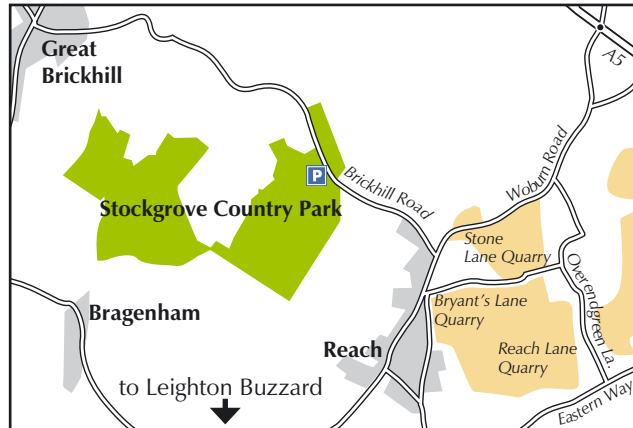 Great
Brickhill
A5
P
Brickhill Road
Woburn Road
Stockgrove Country Park
Stone
Lane Quarry
Overendgreen La.
Bragenham
Bryant's Lane
Quarry
Reach
Reach Lane
Quarry
to Leighton Buzzard
Eastern Way